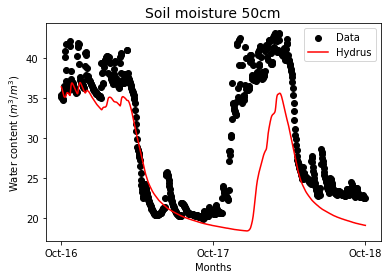 Soil moisture 50cm
Data
Hydrus
Water content (m³/m³)
40
35
30
25
20
Oct-16
Oct-17
Oct-18
Months